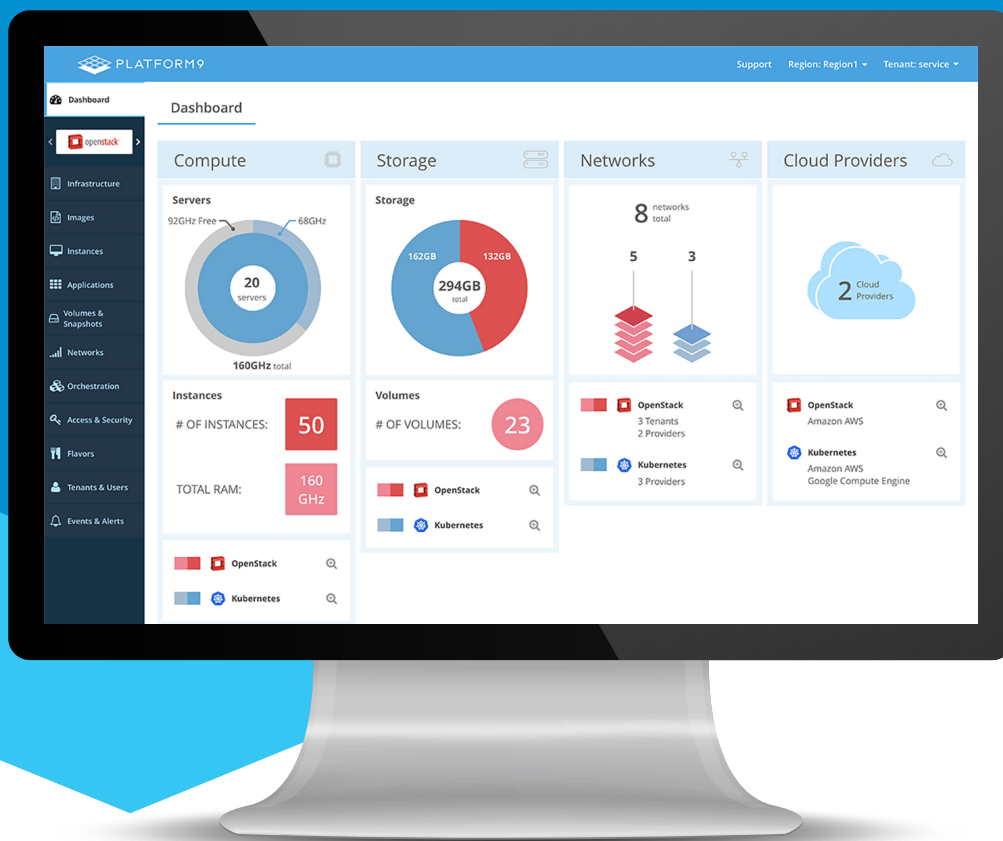 PLATFORM9
Support Region: Region1 Tenant: service
Dashboard
openstack
Infrastructure
Images
Instances
Applications
Volumes &
Snapshots
Networks
Orchestration
Access & Security
Flavors
Tenants & Users
Events & Alerts
Dashboard
Compute
Servers
92GHz Free
68GHz
20
servers
160GHz total
Instances
# OF INSTANCES:
50
TOTAL RAM:
160
GHz
OpenStack
Kubernetes
Storage
Storage
162GB
132GB
294GB
total
Volumes
# OF VOLUMES:
23
OpenStack
Kubernetes
Networks
8 networks
total
5
3
OpenStack
3 Tenants
2 Providers
Kubernetes
3 Providers
Cloud Providers
2 Cloud
Providers
OpenStack
Amazon AWS
Kubernetes
Amazon AWS
Google Compute Engine